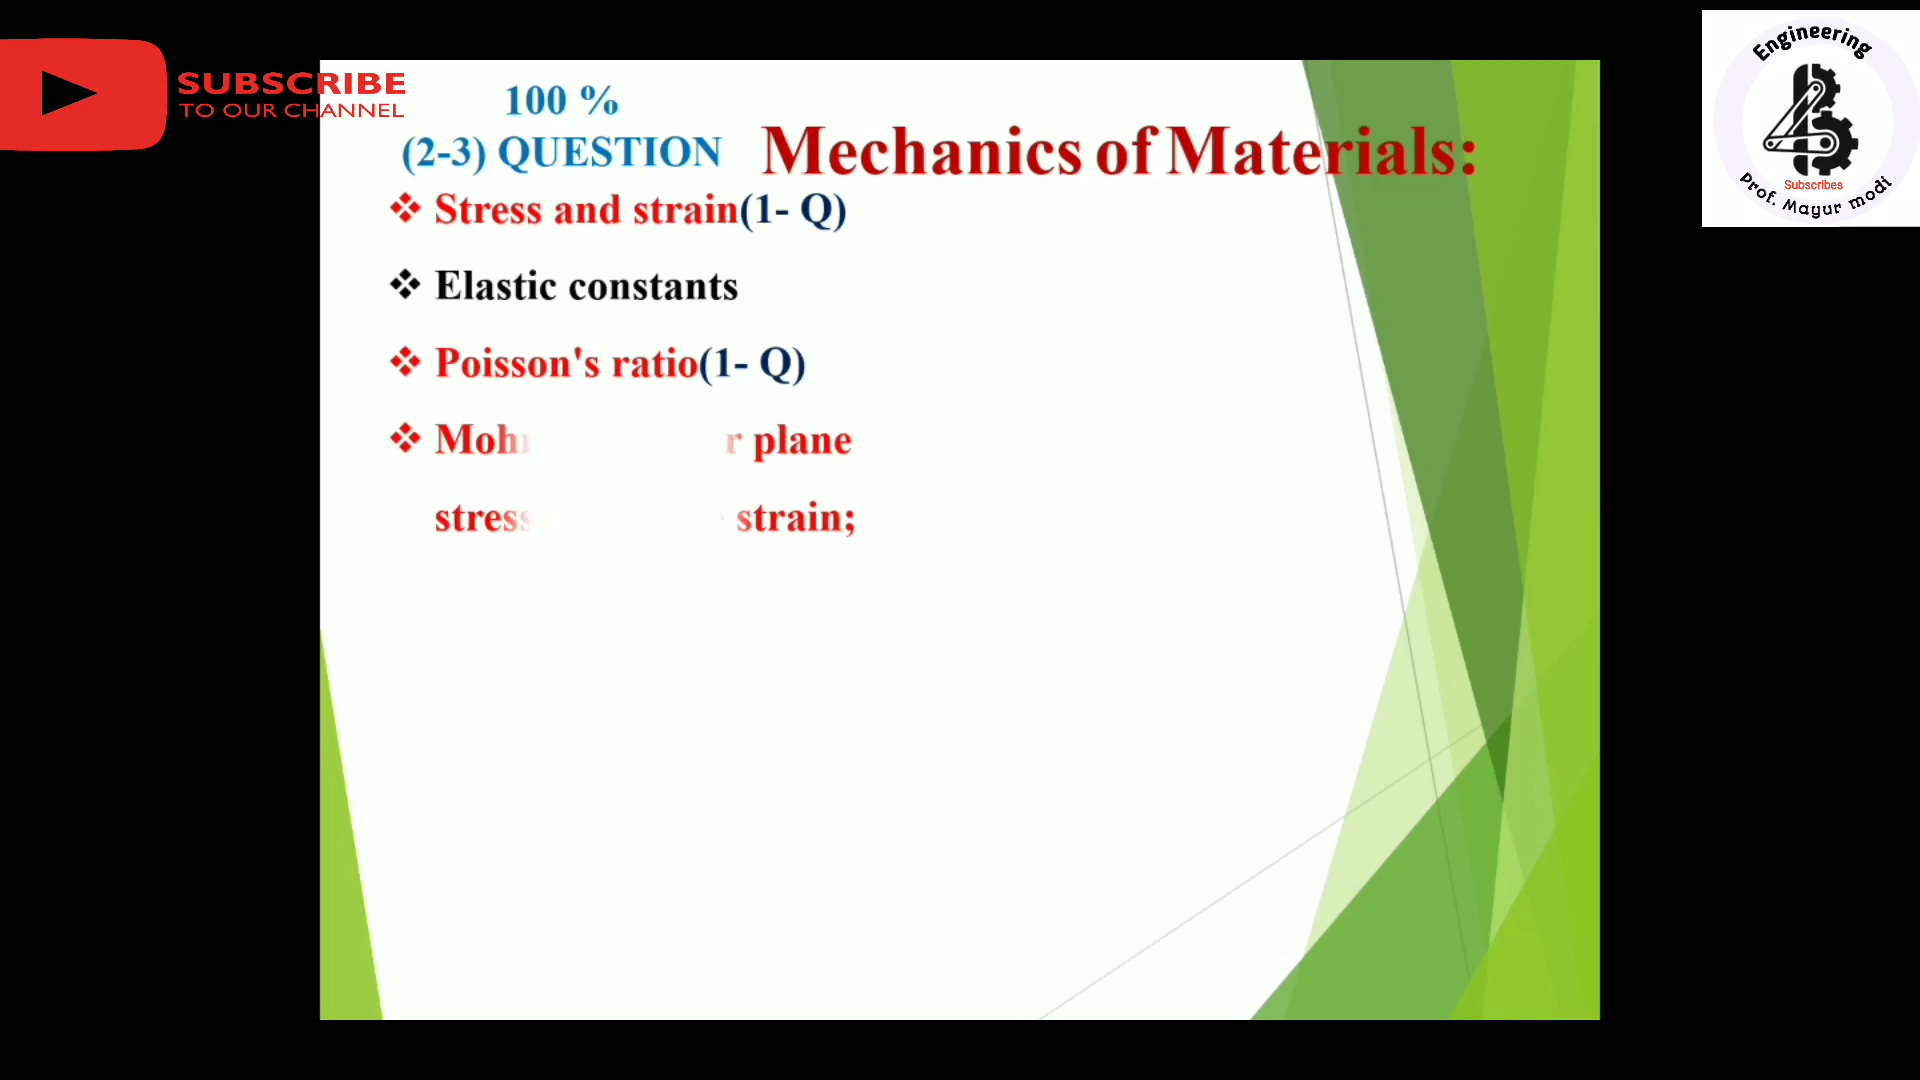 SUBSCRIBE
TO OUR CHANNEL
100 %
(2-3) QUESTION
Mechanics of Materials:
❖ Stress and strain(1- Q)
❖ Elastic constants
❖ Poisson's ratio(1- Q)
❖ plane
strain;
Engineering
Subscribes
Prof. Mayur modi